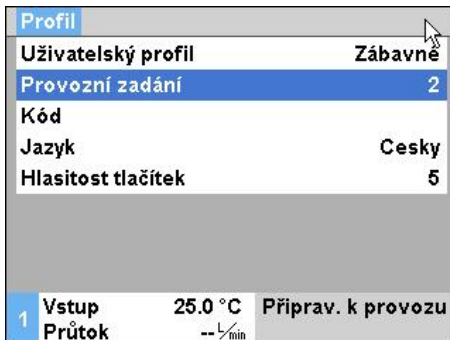 Profil
Uživatelský profil Zábavné
Provozní zadání 2
Kód
Jazyk Cesky
Hlasitost tlačítek 5
1 Vstup 25.0 °C Připrav. k provozu
Průtok -- L/min